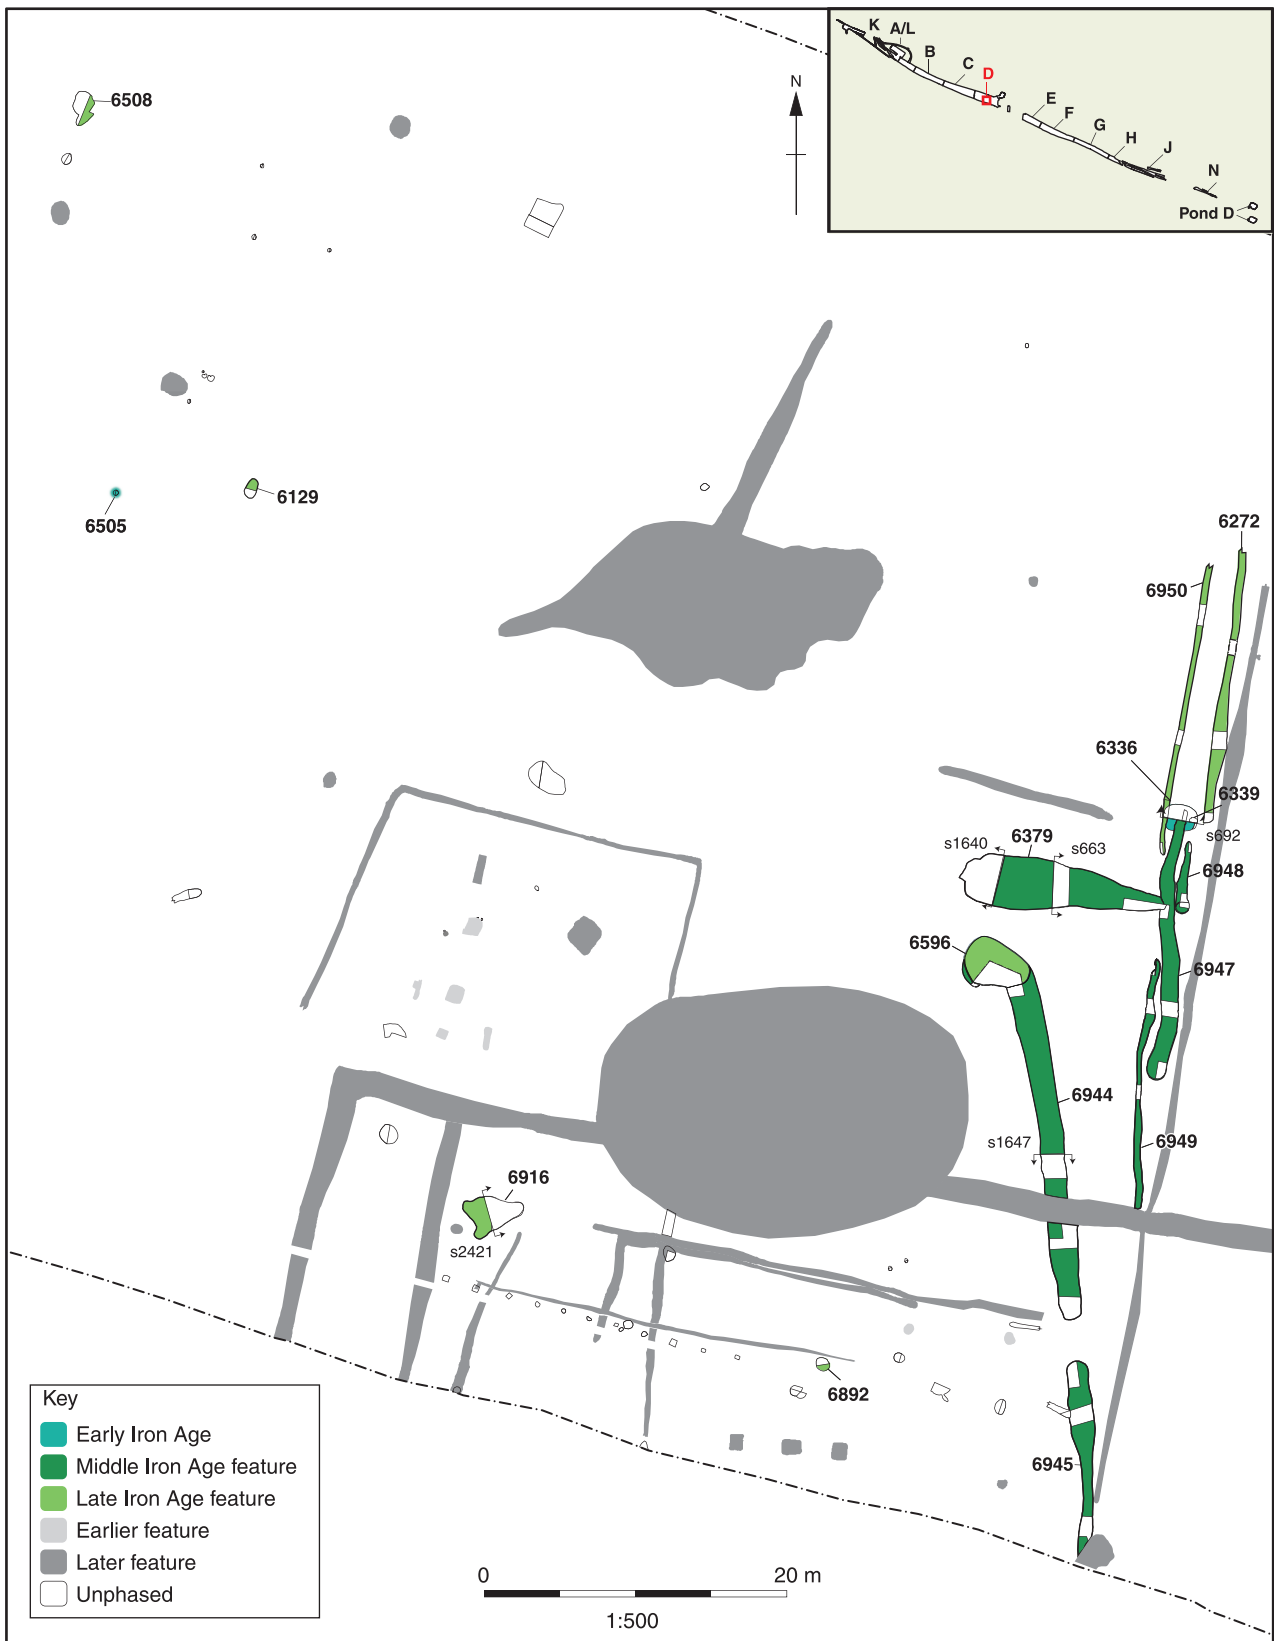 K
A/L
B
C
D
E
F
G
H
J
N
Pond D
N
6508
6129
6505
6272
6950
6336
6339
s692
s1640
6379
s663
6948
6596
6947
6944
s1647
6949
6916
s2421
6892
6945
Key
Early Iron Age
Middle Iron Age feature
Late Iron Age feature
Earlier feature
Later feature
Unphased
0
20 m
1:500